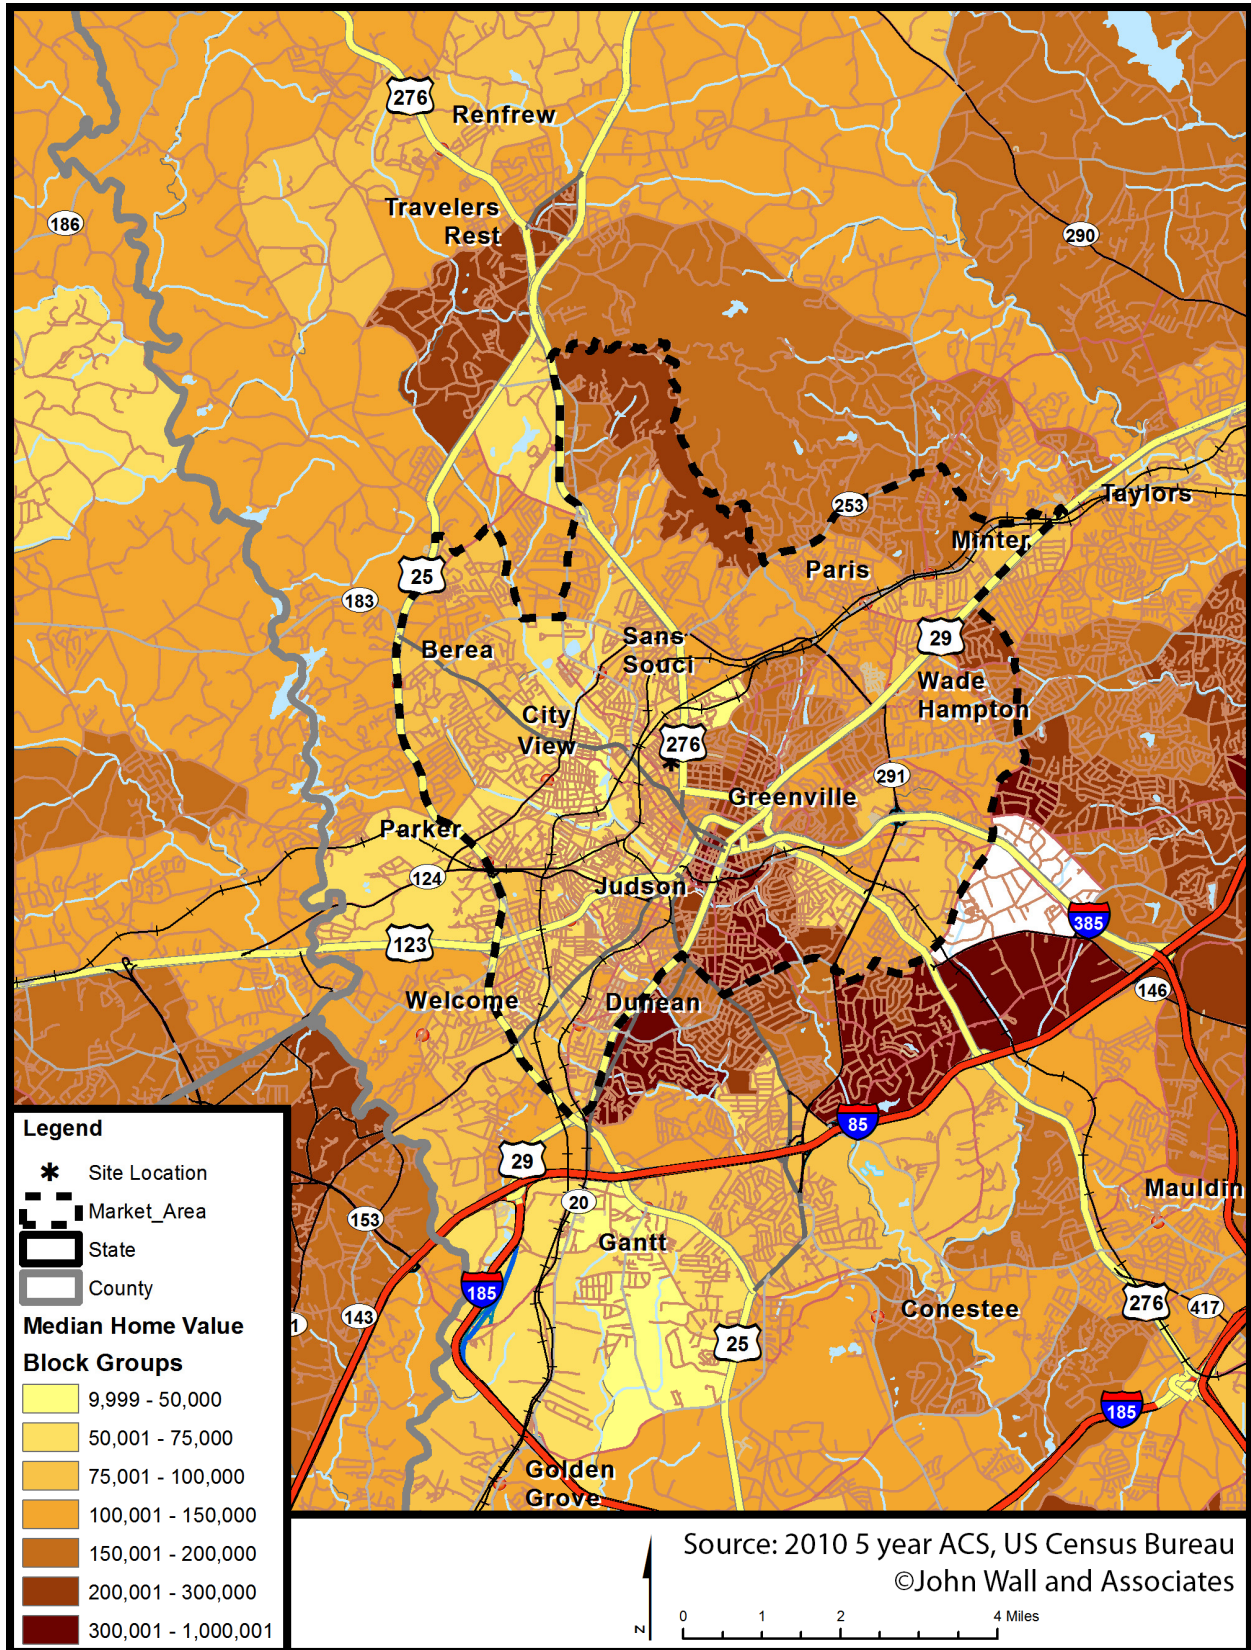 276
Renfrew
Travelers
Rest
186
290
253
Taylors
Minter
Paris
25
183
29
Berea
Sans
Souci
Wade
Hampton
City
View
276
291
Greenville
Parker
124
Judson
385
123
146
Welcome
Dunean
85
29
20
Mauldin
153
Gantt
185
276
417
Conestee
1
143
25
185
Golden
Grove
Legend
Site Location
Market_Area
State
County
Median Home Value
Block Groups
9,999 - 50,000
50,001 - 75,000
75,001 - 100,000
100,001 - 150,000
150,001 - 200,000
200,001 - 300,000
300,001 - 1,000,001
N
Source: 2010 5 year ACS, US Census Bureau
©John Wall and Associates
0 1 2 4 Miles